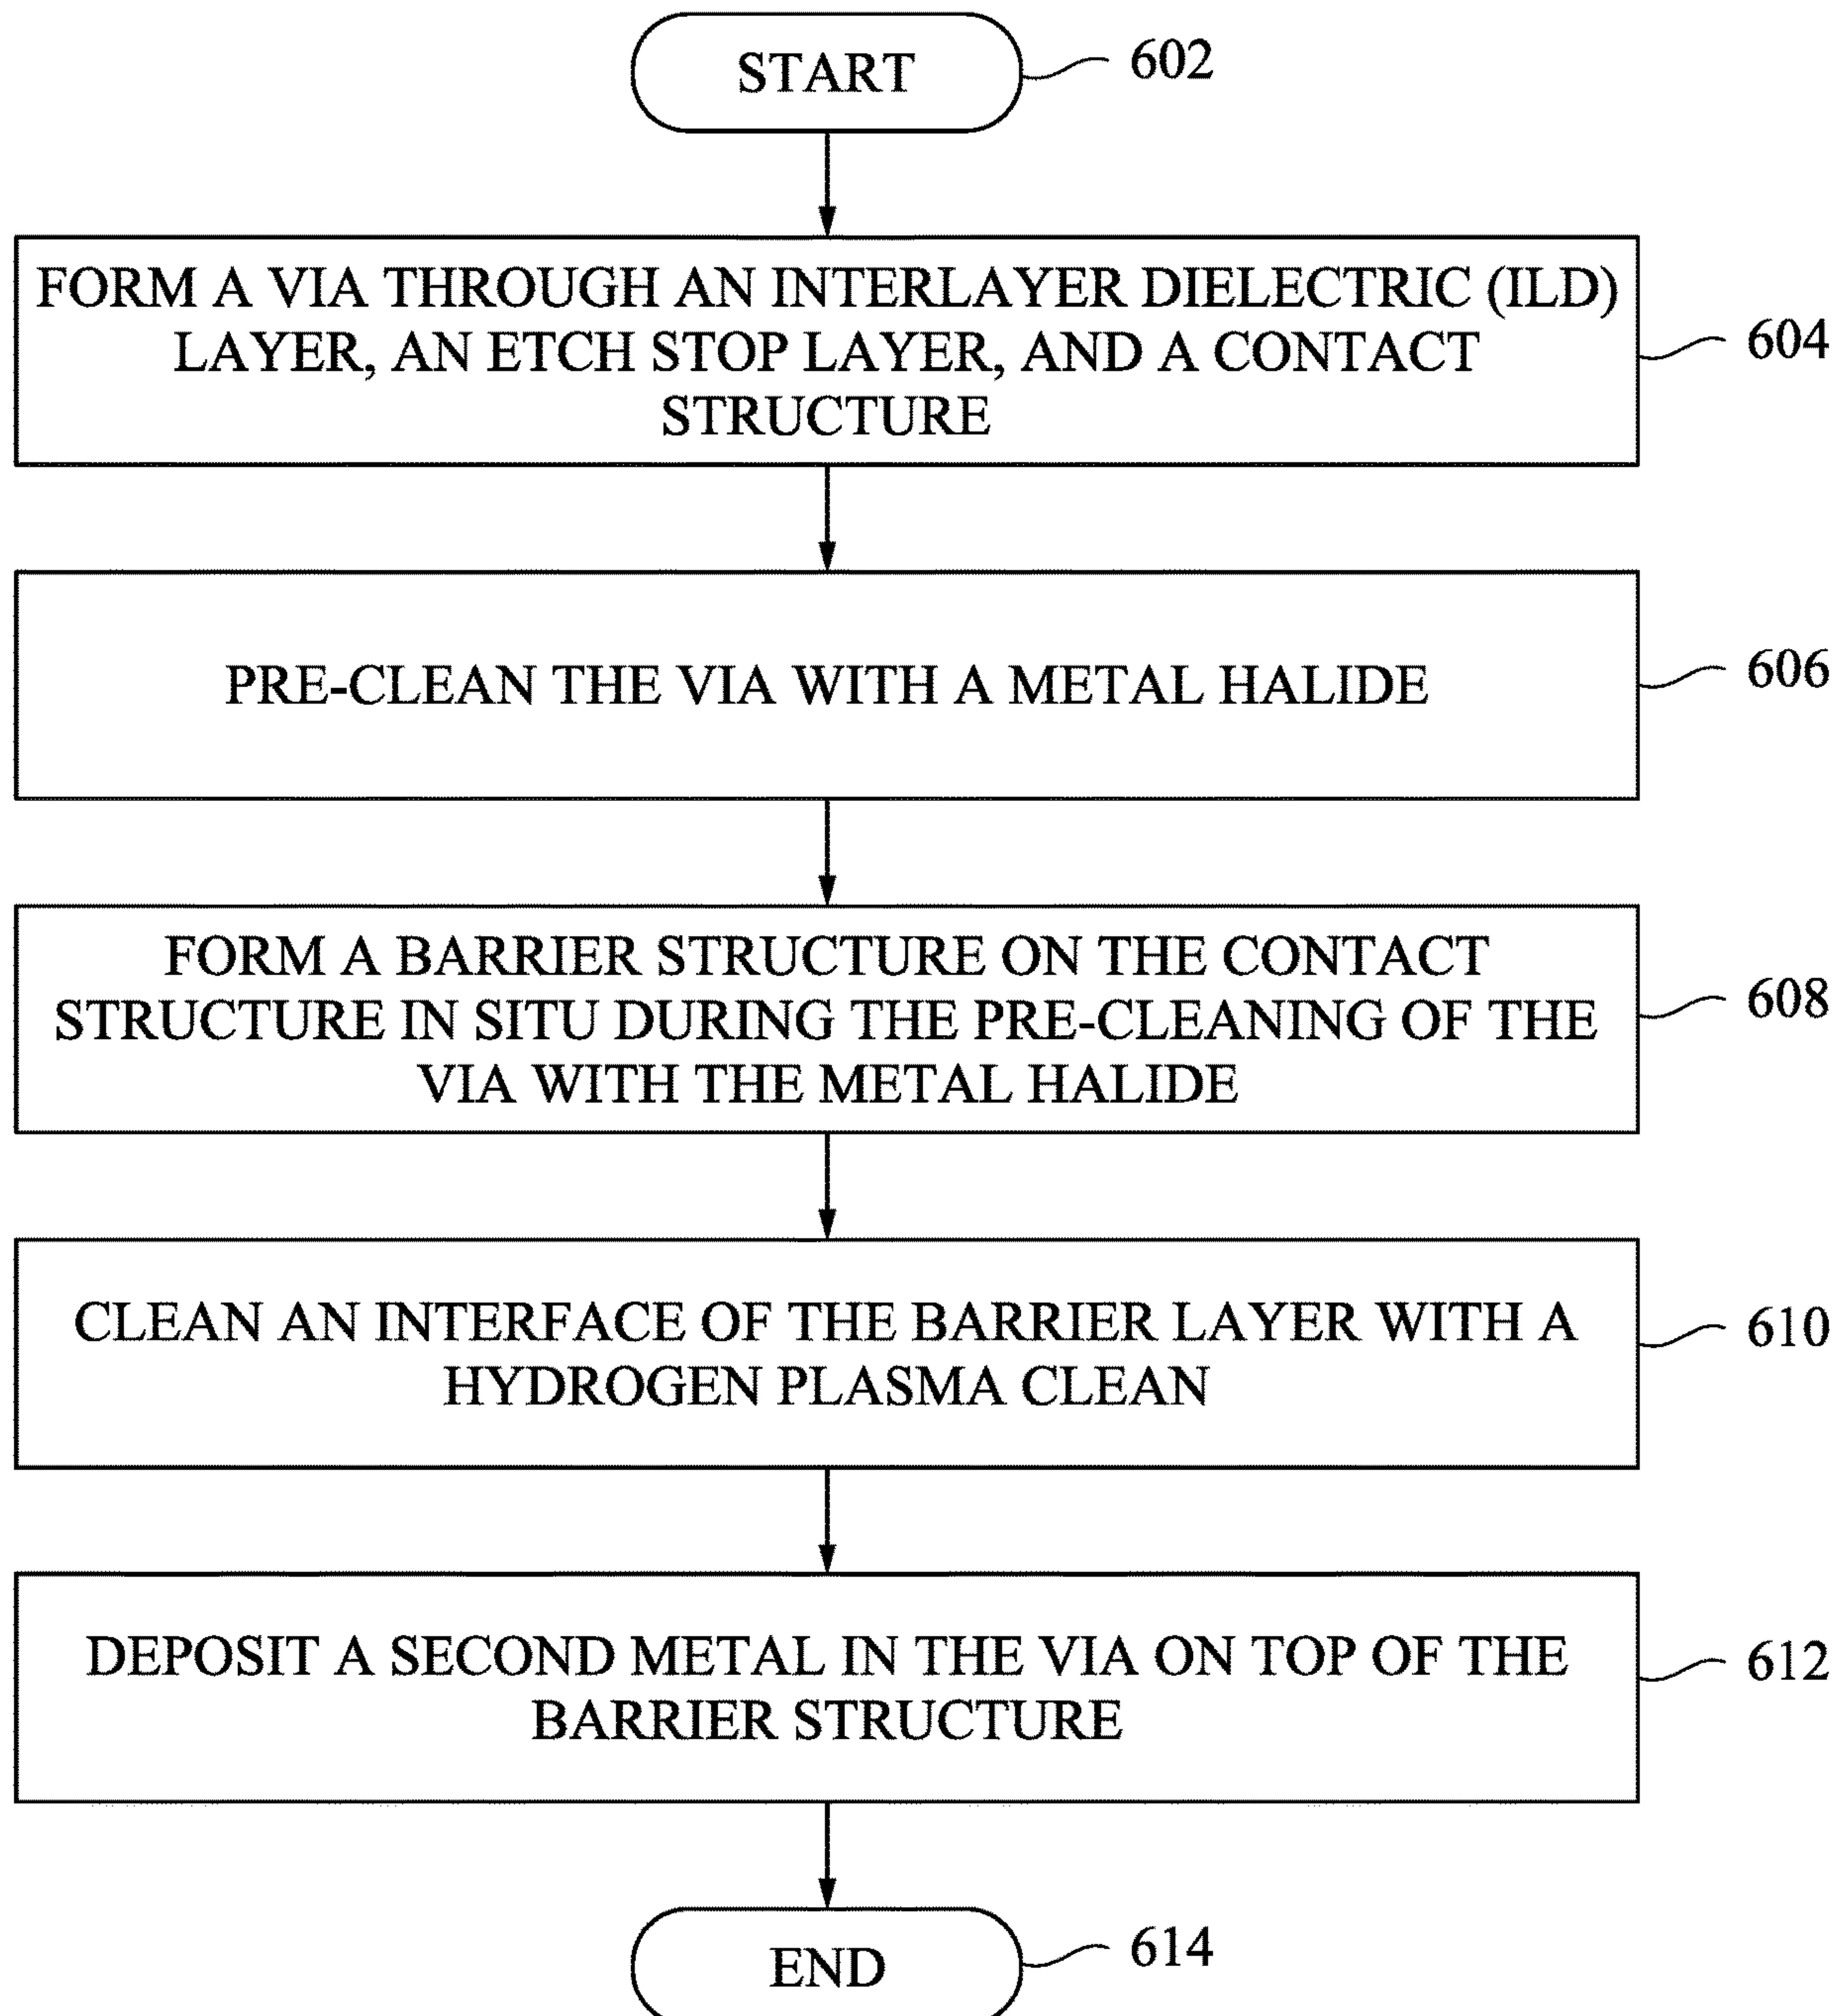 START
602
FORM A VIA THROUGH AN INTERLAYER DIELECTRIC (ILD)
LAYER, AN ETCH STOP LAYER, AND A CONTACT
STRUCTURE
604
PRE-CLEAN THE VIA WITH A METAL HALIDE
606
FORM A BARRIER STRUCTURE ON THE CONTACT
STRUCTURE IN SITU DURING THE PRE-CLEANING OF THE
VIA WITH THE METAL HALIDE
608
CLEAN AN INTERFACE OF THE BARRIER LAYER WITH A
HYDROGEN PLASMA CLEAN
610
DEPOSIT A SECOND METAL IN THE VIA ON TOP OF THE
BARRIER STRUCTURE
612
END
614